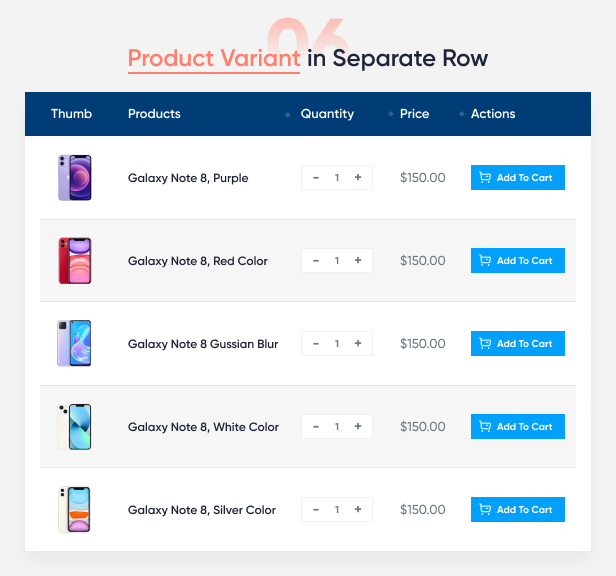 06
Product Variant in Separate Row
Thumb Products Quantity Price Actions
Galaxy Note 8, Purple - 1 + $150.00 Add To Cart
Galaxy Note 8, Red Color - 1 + $150.00 Add To Cart
Galaxy Note 8 Gussian Blur - 1 + $150.00 Add To Cart
Galaxy Note 8, White Color - 1 + $150.00 Add To Cart
Galaxy Note 8, Silver Color - 1 + $150.00 Add To Cart